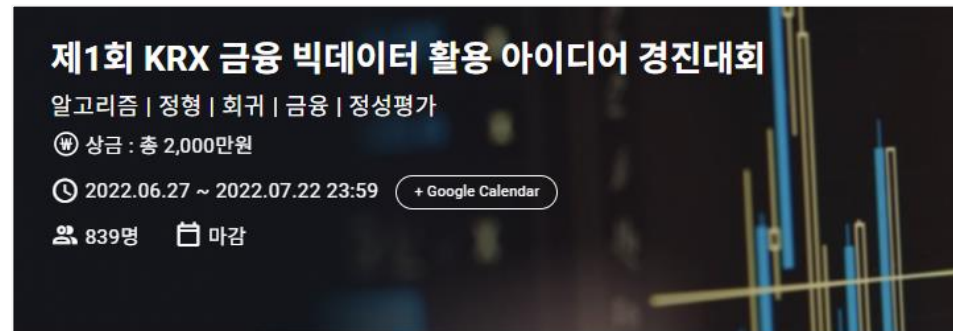 제1회 KRX 금융 빅데이터 활용 아이디어 경진대회
알고리즘 | 정형 | 회귀 | 금융 | 정성평가
₩ 상금 : 총 2,000만원
2022.06.27 ~ 2022.07.22 23:59 + Google Calendar
839명 마감